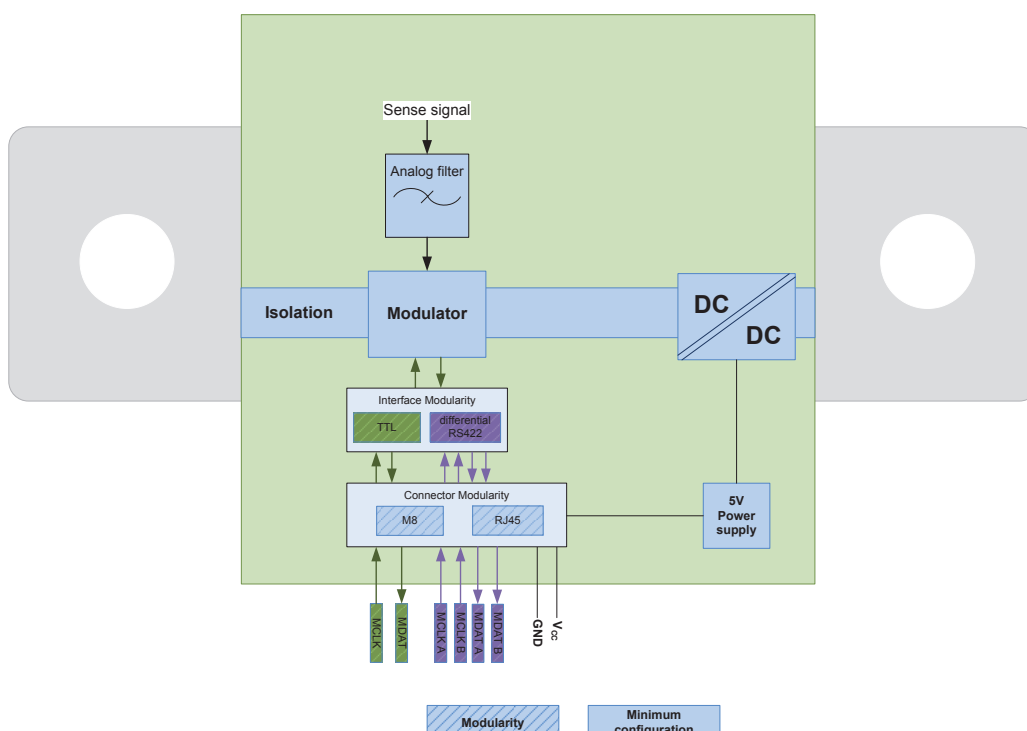 Sense signal
Analog filter
Isolation
Modulator
DC
DC
Interface Modularity
TTL
differential
RS422
Connector Modularity
M8
RJ45
5V
Power
supply
MCLK
MDAT
MCLK A
MCLK B
MDAT A
MDAT B
GND
Vcc
Modularity
Minimum
configuration